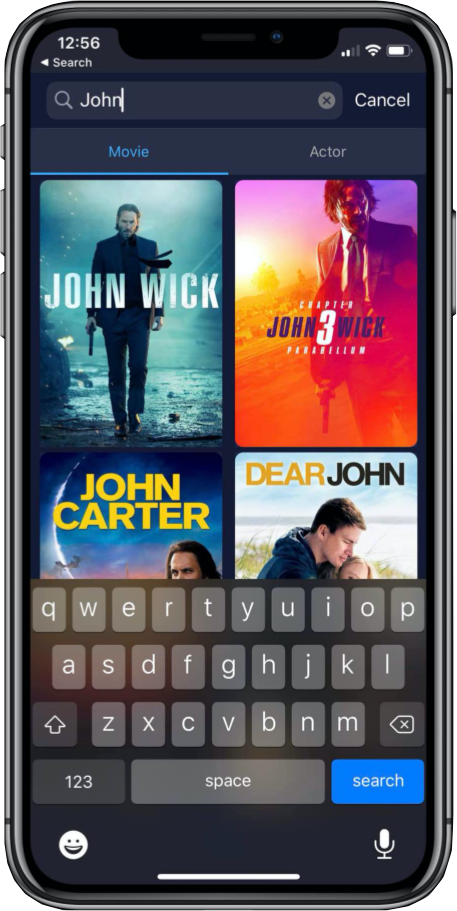 12:56
◀ Search
John
Cancel
Movie
Actor
JOHN WICK
CHAPTER
JOHN 3 WICK
PARABELLUM
JOHN
CARTER
DEAR JOHN
q w e r t y u i o p
a s d f g h j k l
z x c v b n m
123
space
search